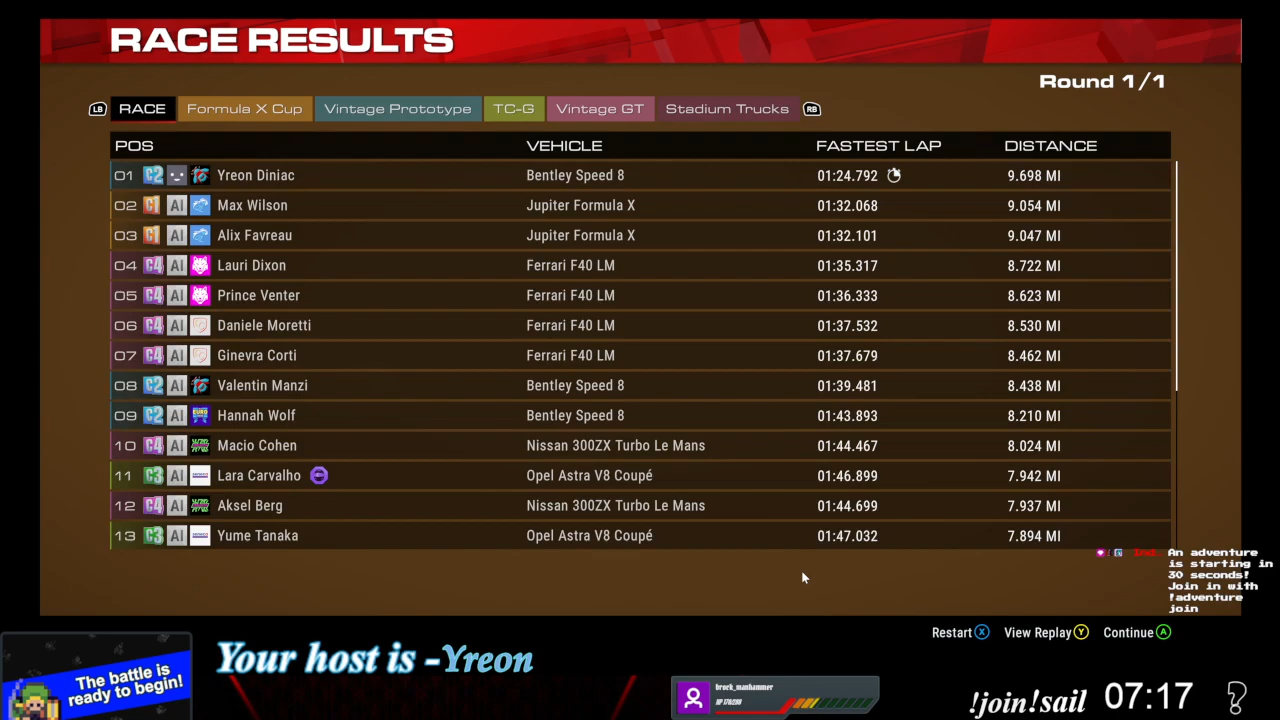 RACE RESULTS
Round 1/1
LB RACE Formula X Cup Vintage Prototype TC-G Vintage GT Stadium Trucks RB
POS VEHICLE FASTEST LAP DISTANCE
01 C2 Yreon Diniac Bentley Speed 8 01:24.792 9.698 MI
02 C1 AI Max Wilson Jupiter Formula X 01:32.068 9.054 MI
03 C1 AI Alix Favreau Jupiter Formula X 01:32.101 9.047 MI
04 C4 AI Lauri Dixon Ferrari F40 LM 01:35.317 8.722 MI
05 C4 AI Prince Venter Ferrari F40 LM 01:36.333 8.623 MI
06 C4 AI Daniele Moretti Ferrari F40 LM 01:37.532 8.530 MI
07 C4 AI Ginevra Corti Ferrari F40 LM 01:37.679 8.462 MI
08 C2 AI Valentin Manzi Bentley Speed 8 01:39.481 8.438 MI
09 C2 AI Hannah Wolf Bentley Speed 8 01:43.893 8.210 MI
10 C4 AI Macio Cohen Nissan 300ZX Turbo Le Mans 01:44.467 8.024 MI
11 C3 AI Lara Carvalho Opel Astra V8 Coupé 01:46.899 7.942 MI
12 C4 AI Aksel Berg Nissan 300ZX Turbo Le Mans 01:44.699 7.937 MI
13 C3 AI Yume Tanaka Opel Astra V8 Coupé 01:47.032 7.894 MI
An adventure
is starting in
30 seconds!
Join in with
!adventure
join
Restart X View Replay Y Continue A
The battle is
ready to begin!
Your host is -Yreon
brock_manhammer
!join!sail 07:17 ?